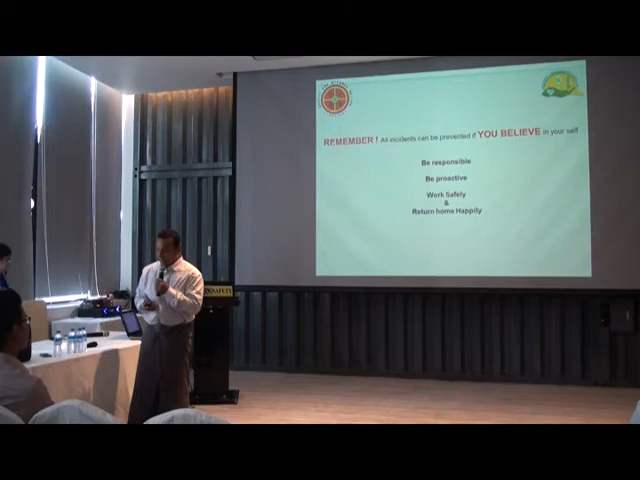 REMEMBER ! All incidents can be prevented if YOU BELIEVE in your self
Be responsible
Be proactive
Work Safely
&
Return home Happily
SAFETY